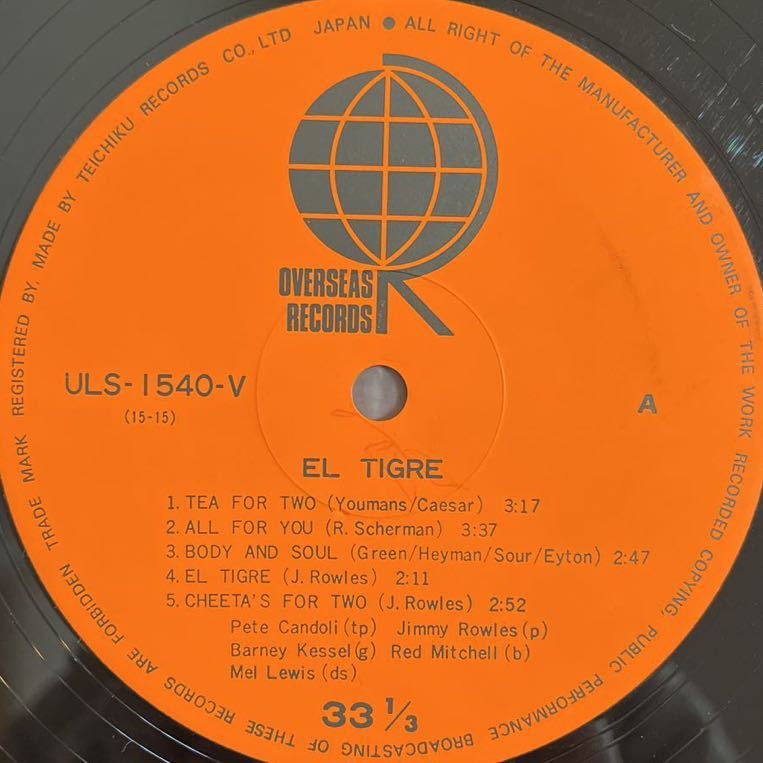 TRADE MARK REGISTERED BY, MADE BY TEICHIKU RECORDS CO., LTD JAPAN ● ALL RIGHT OF THE MANUFACTURER AND OWNER OF THE WORK RECORDED COPYING, PUBLIC PERFORMANCE BROADCASTING OF THESE RECORDS ARE FORBIDDEN
OVERSEAS
RECORDS
ULS-1540-V
(15-15)
A
EL TIGRE
1. TEA FOR TWO (Youmans/Caesar) 3:17
2. ALL FOR YOU (R. Scherman) 3:37
3. BODY AND SOUL (Green/Heyman/Sour/Eyton) 2:47
4. EL TIGRE (J. Rowles) 2:11
5. CHEETA'S FOR TWO (J. Rowles) 2:52
Pete Candoli (tp) Jimmy Rowles (p)
Barney Kessel (g) Red Mitchell (b)
Mel Lewis (ds)
33 1/3